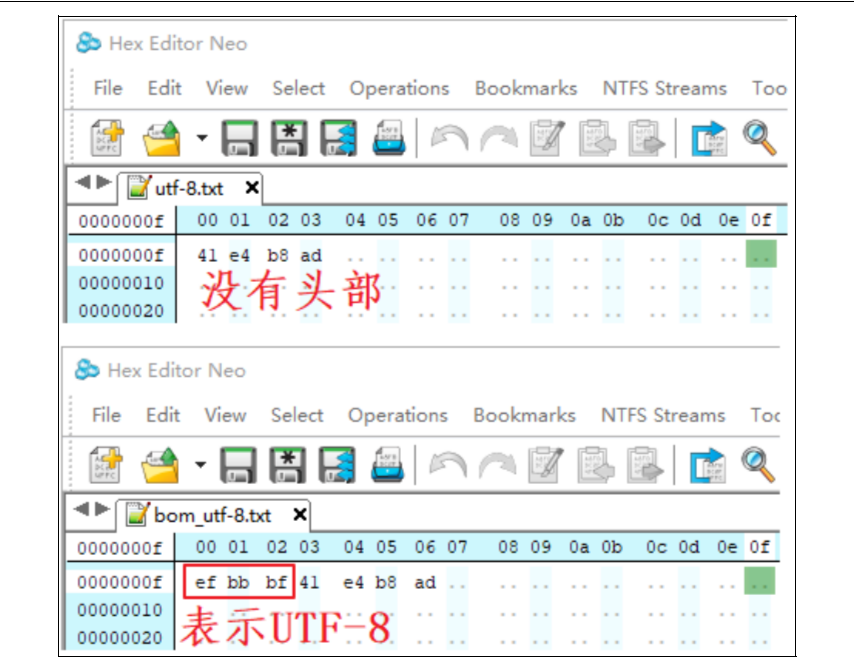 Hex Editor Neo
File Edit View Select Operations Bookmarks NTFS Streams Too
utf-8.txt
0000000f 00 01 02 03 04 05 06 07 08 09 0a 0b 0c 0d 0e 0f
0000000f 41 e4 b8 ad .. .. .. .. .. .. .. .. .. .. .. ..
00000010 .. .. .. .. .. .. .. .. .. .. .. .. .. .. .. ..
没有头部
00000020 .. .. .. .. .. .. .. .. .. .. .. .. .. .. .. ..
Hex Editor Neo
File Edit View Select Operations Bookmarks NTFS Streams Toc
bom_utf-8.txt
0000000f 00 01 02 03 04 05 06 07 08 09 0a 0b 0c 0d 0e 0f
0000000f ef bb bf 41 e4 b8 ad .. .. .. .. .. .. .. .. ..
00000010 .. .. .. .. .. .. .. .. .. .. .. .. .. .. .. ..
表示UTF-8
00000020 .. .. .. .. .. .. .. .. .. .. .. .. .. .. .. ..